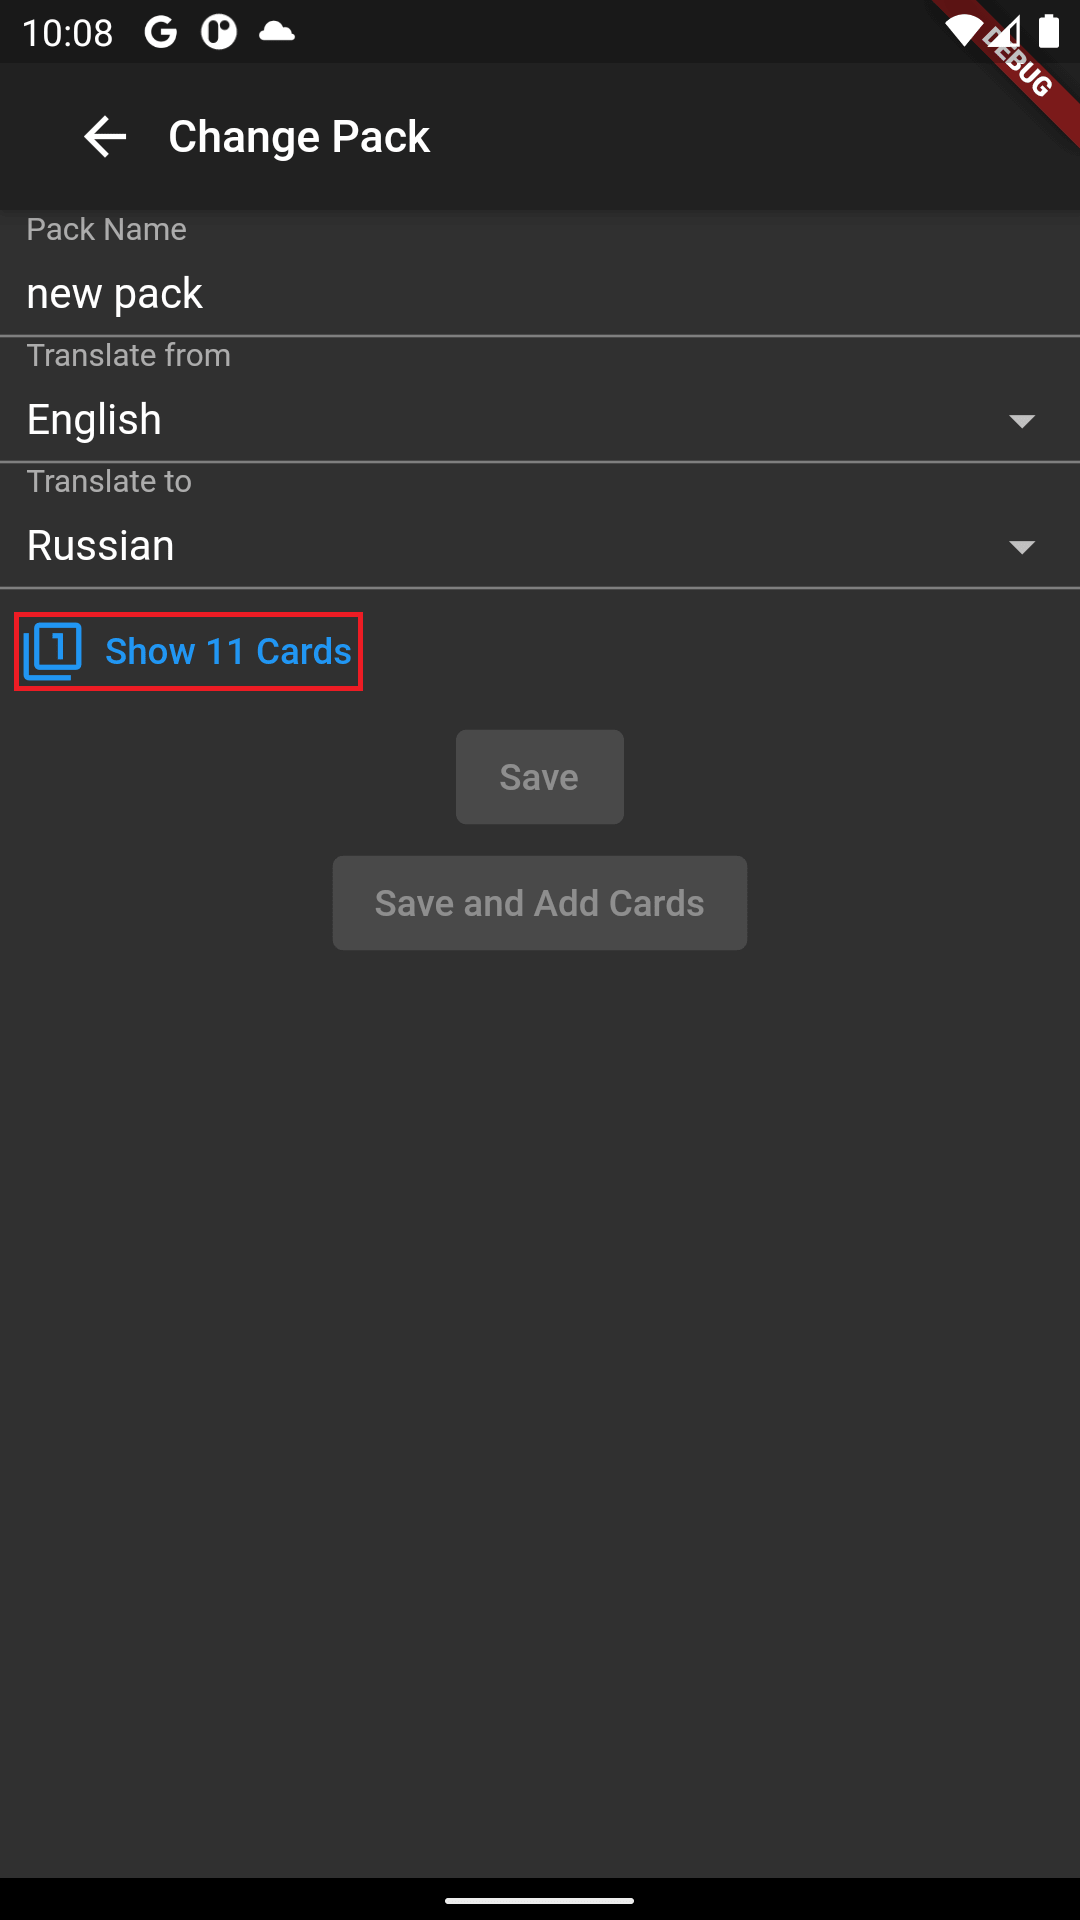 10:08
DEBUG
Change Pack
Pack Name
new pack
Translate from
English
Translate to
Russian
1 Show 11 Cards
Save
Save and Add Cards